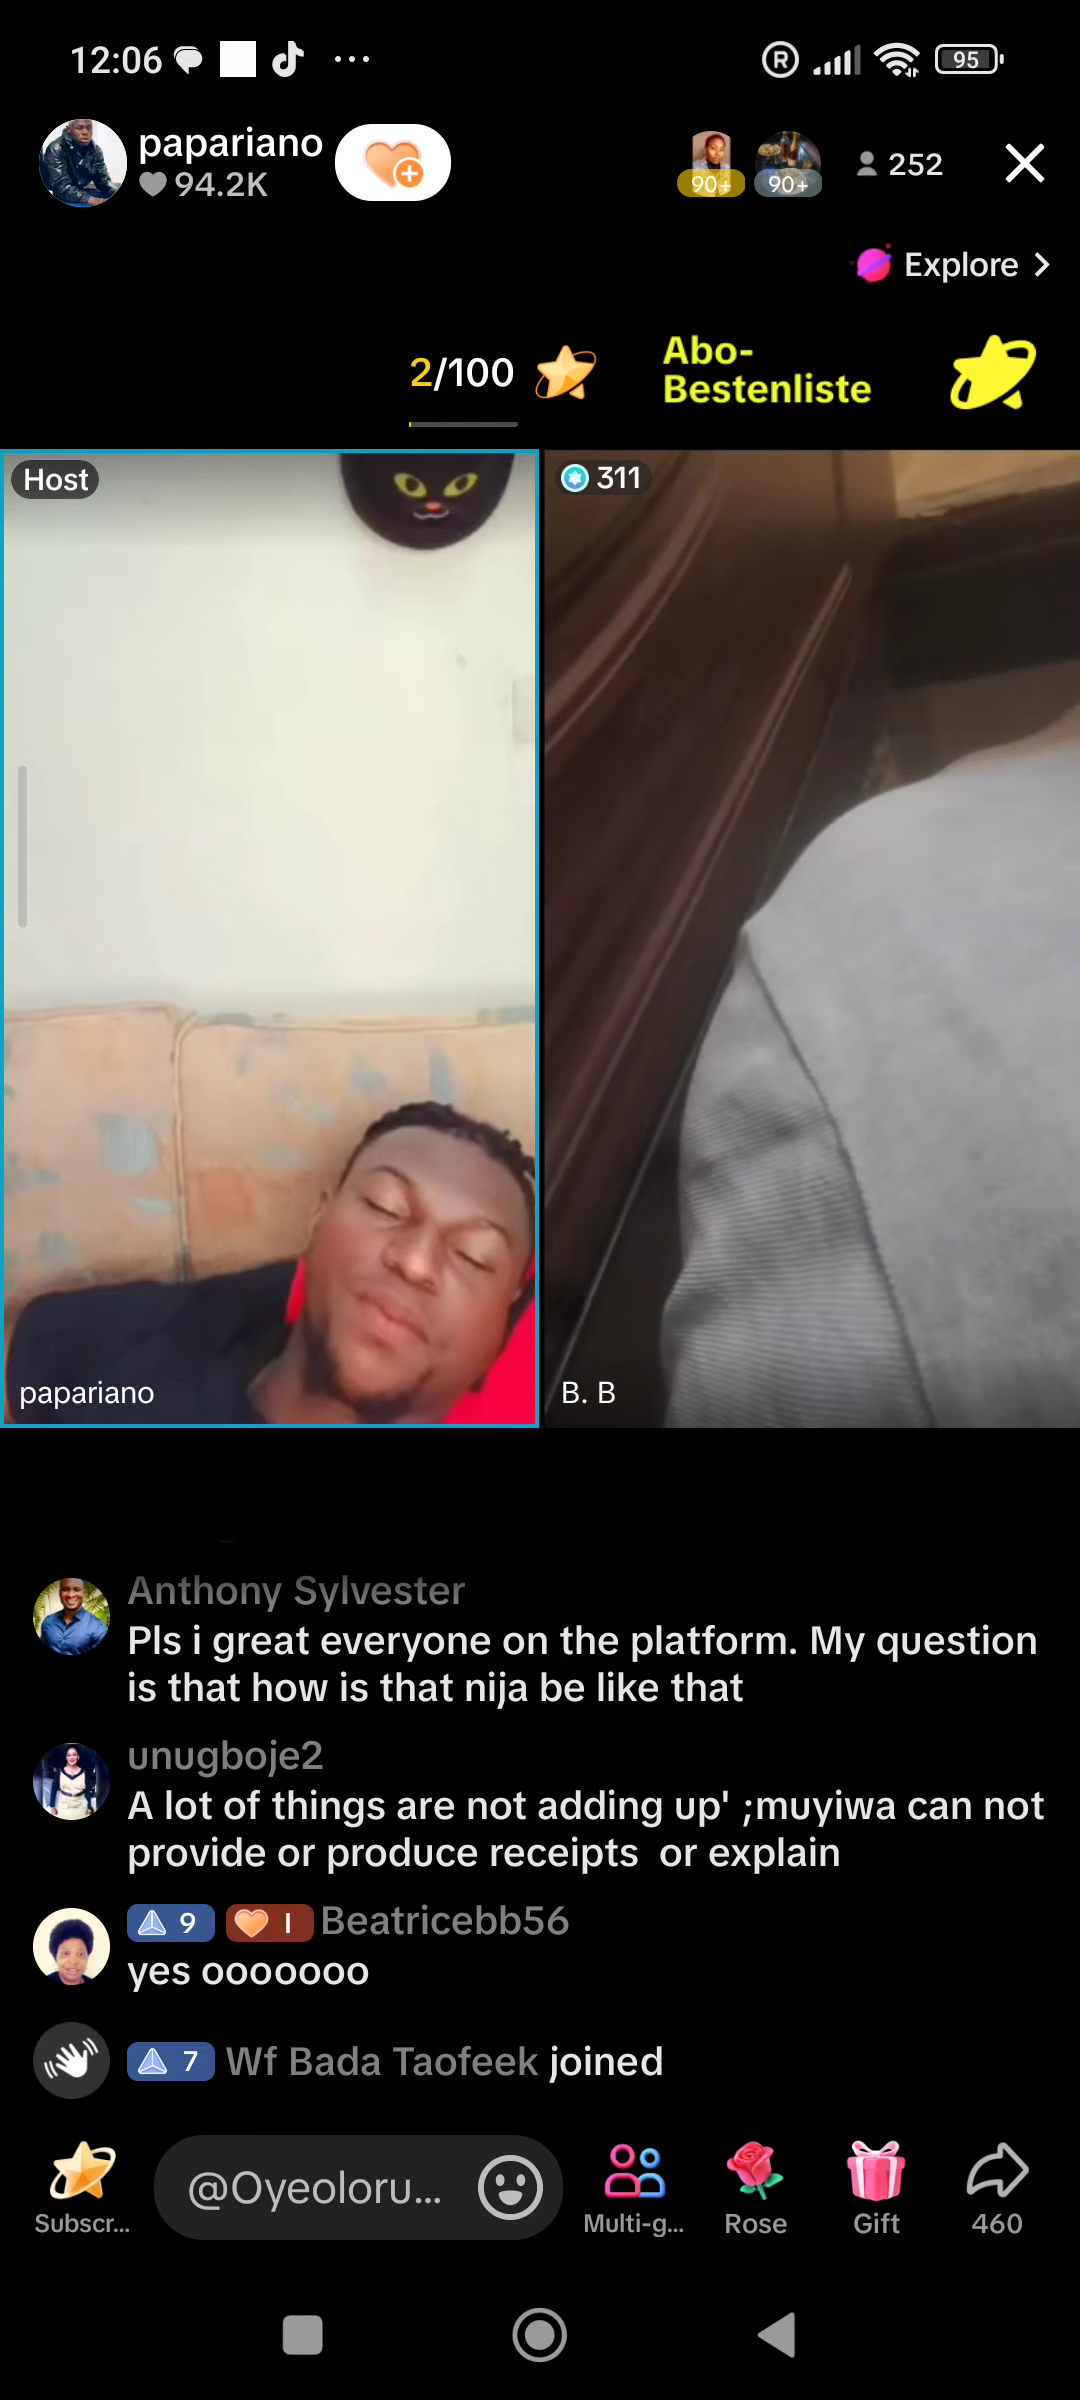 12:06
R
95
papariano
94.2K
90+
90+
252
Explore
2/100
Abo-
Bestenliste
Host
311
papariano
B. B
Anthony Sylvester
Pls i great everyone on the platform. My question
is that how is that nija be like that
unugboje2
A lot of things are not adding up' ;muyiwa can not
provide or produce receipts  or explain
9 I Beatricebb56
yes ooooooo
7 Wf Bada Taofeek joined
@Oyeoloru...
Subscr...
Multi-g...
Rose
Gift
460